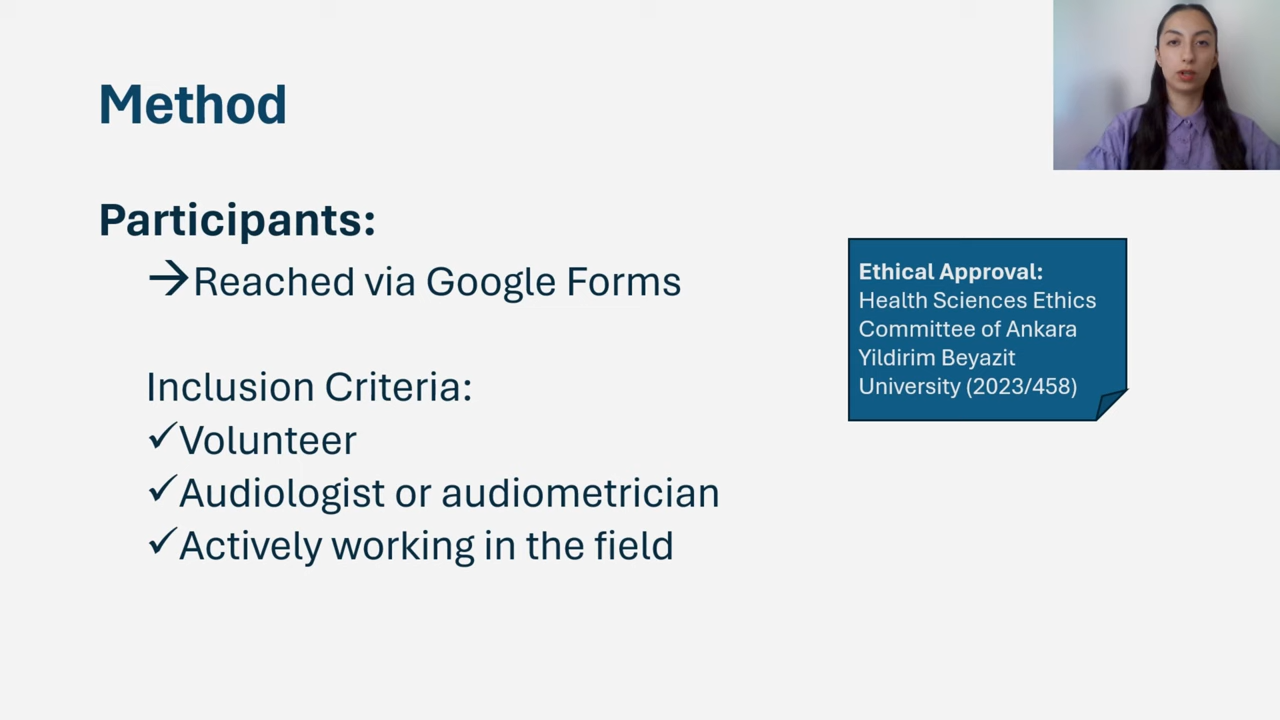 Method
Participants:
→Reached via Google Forms
Inclusion Criteria:
✓Volunteer
✓Audiologist or audiometrician
✓Actively working in the field
Ethical Approval:
Health Sciences Ethics
Committee of Ankara
Yildirim Beyazit
University (2023/458)